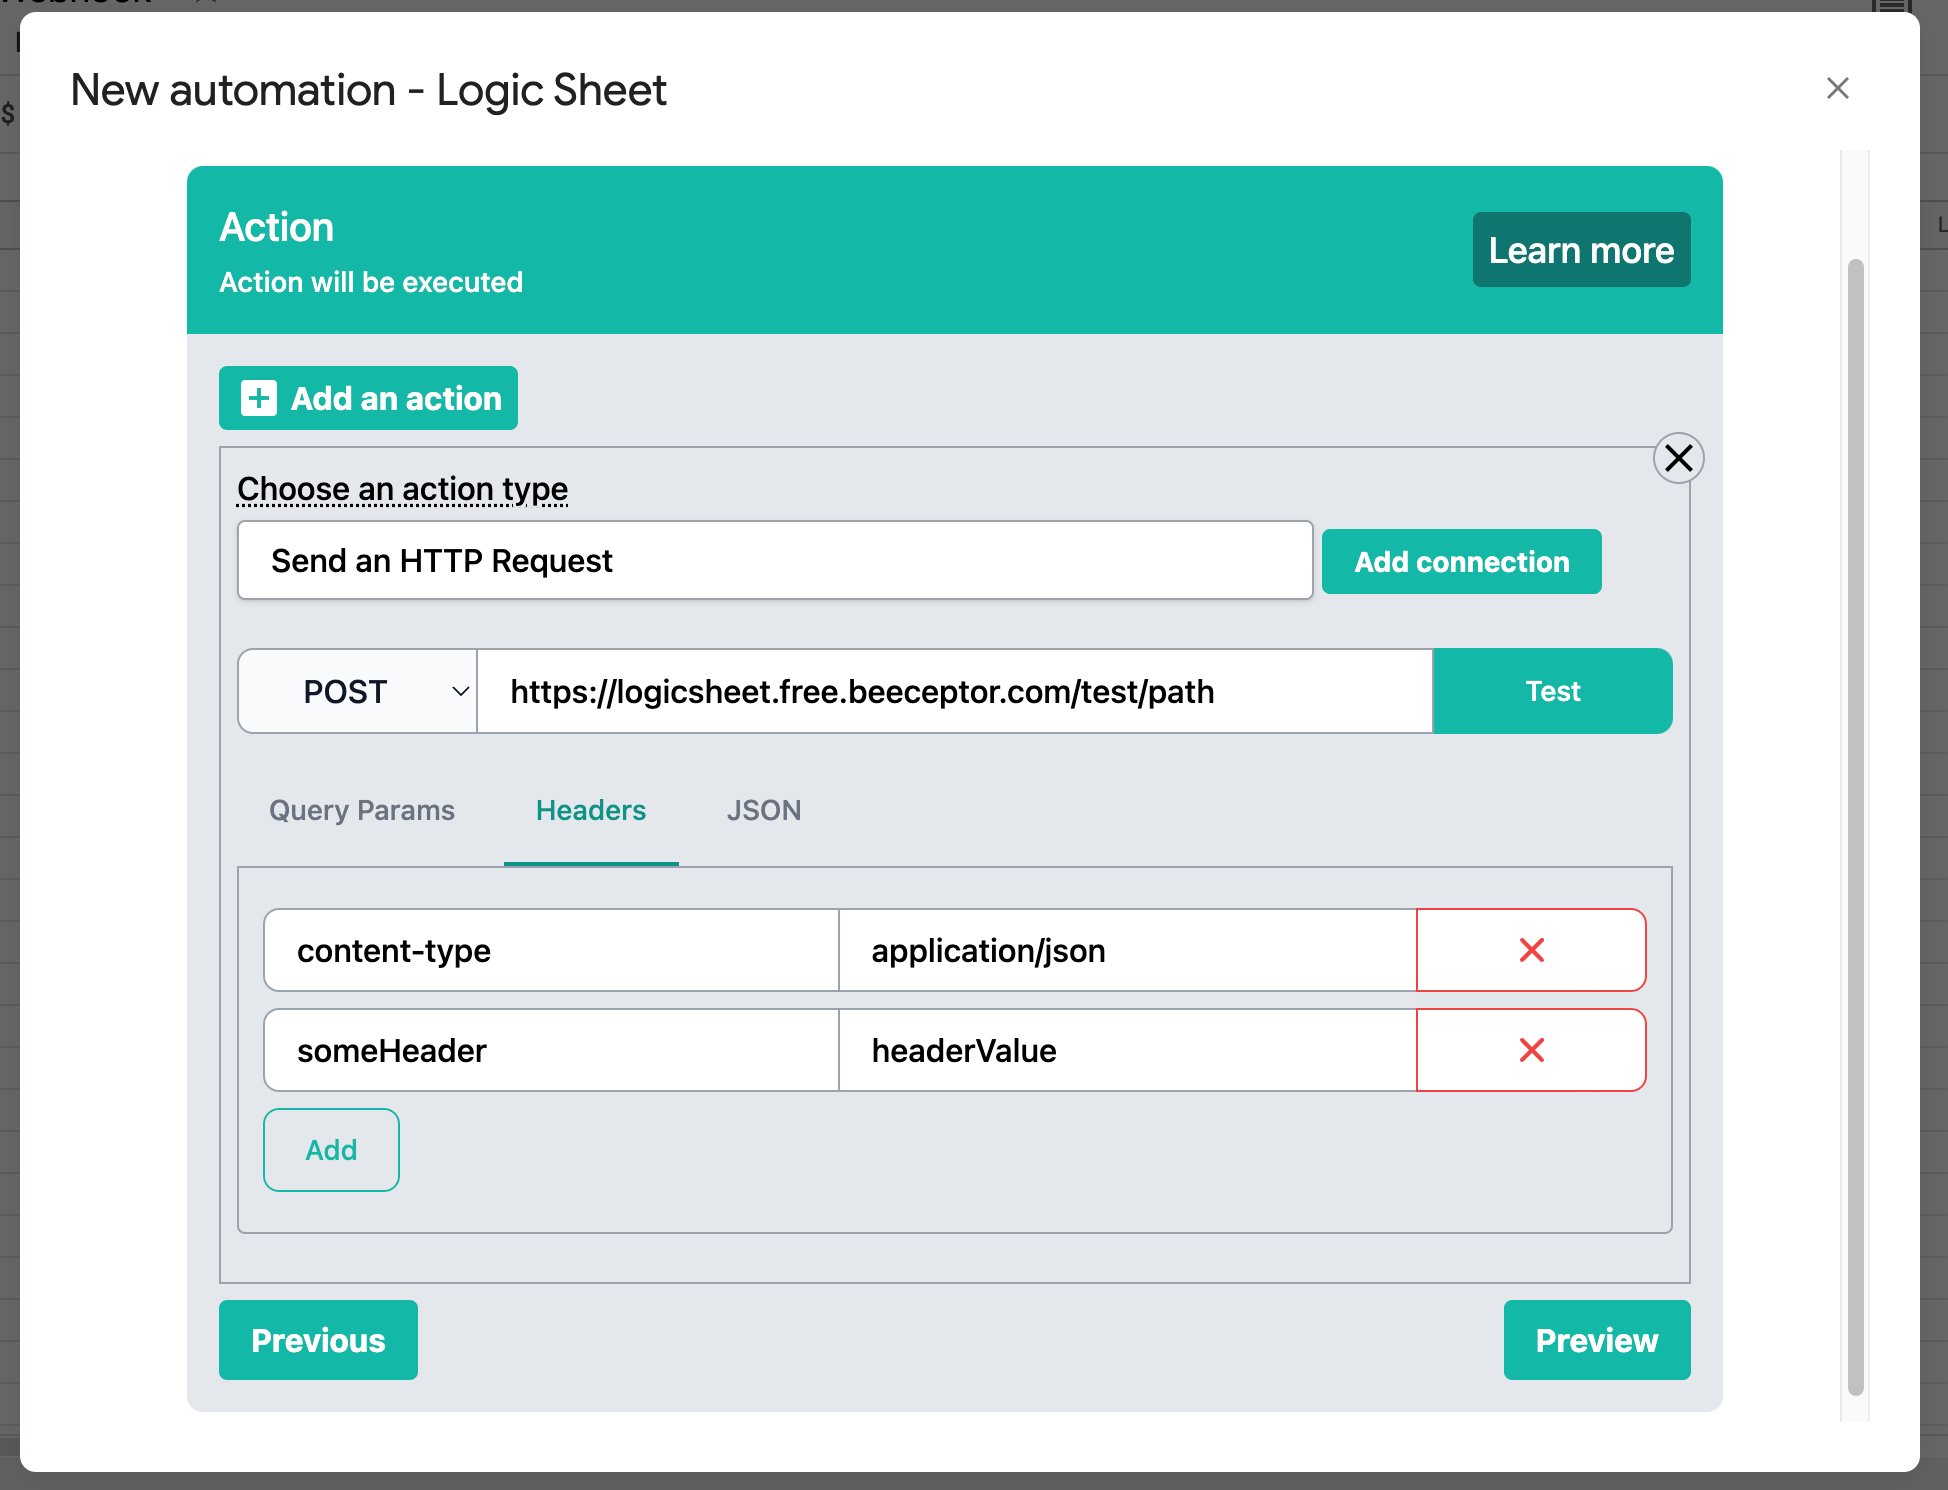 New automation - Logic Sheet
$
Action
Learn more
Action will be executed
Add an action
Choose an action type
Send an HTTP Request
Add connection
POST
https://logicsheet.free.beeceptor.com/test/path
Test
Query Params
Headers
JSON
content-type
application/json
someHeader
headerValue
Add
Previous
Preview